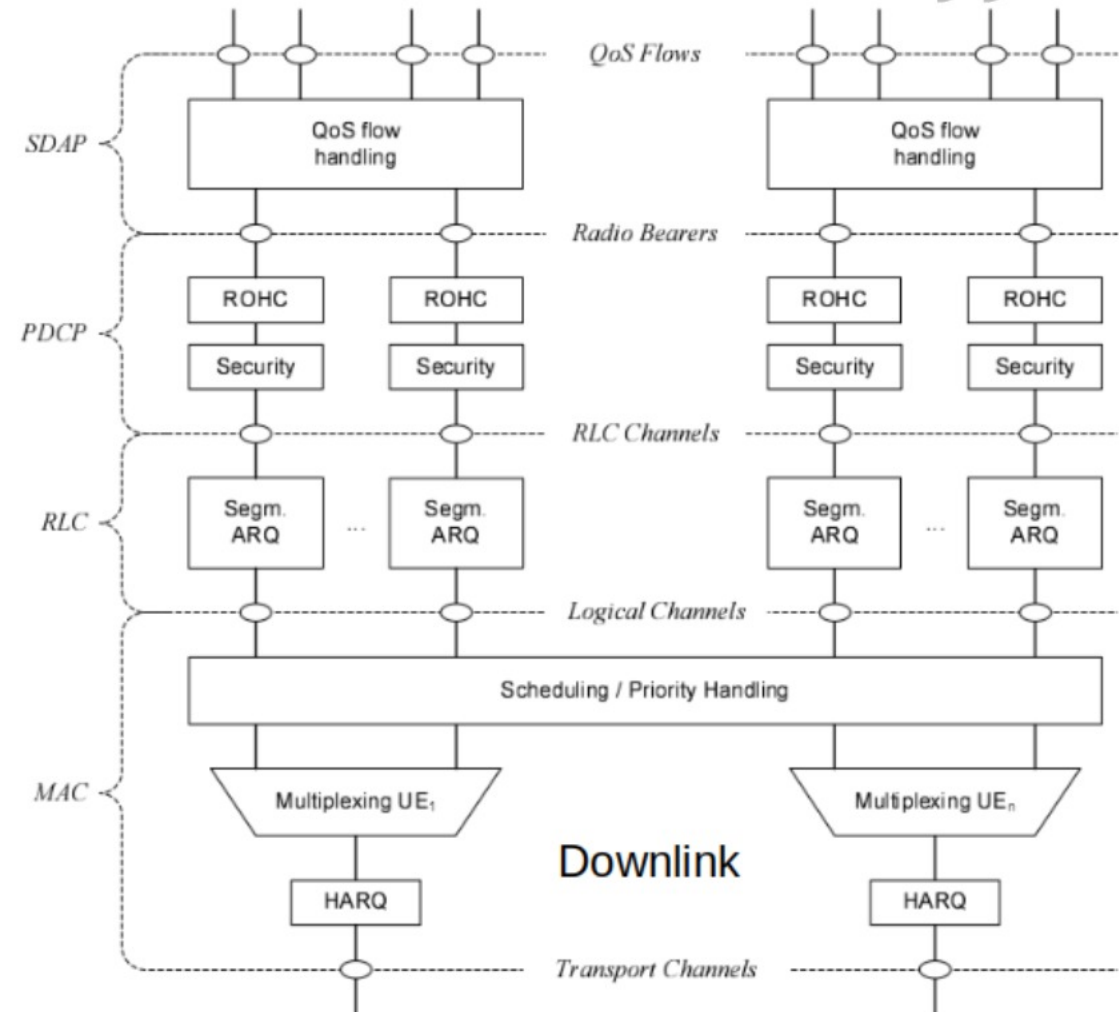 QoS Flows
SDAP
QoS flow
handling
QoS flow
handling
Radio Bearers
PDCP
ROHC
ROHC
ROHC
ROHC
Security
Security
Security
Security
RLC Channels
RLC
Segm.
ARQ
...
Segm.
ARQ
Segm.
ARQ
...
Segm.
ARQ
Logical Channels
MAC
Scheduling / Priority Handling
Multiplexing UE₁
Multiplexing UEₙ
Downlink
HARQ
HARQ
Transport Channels